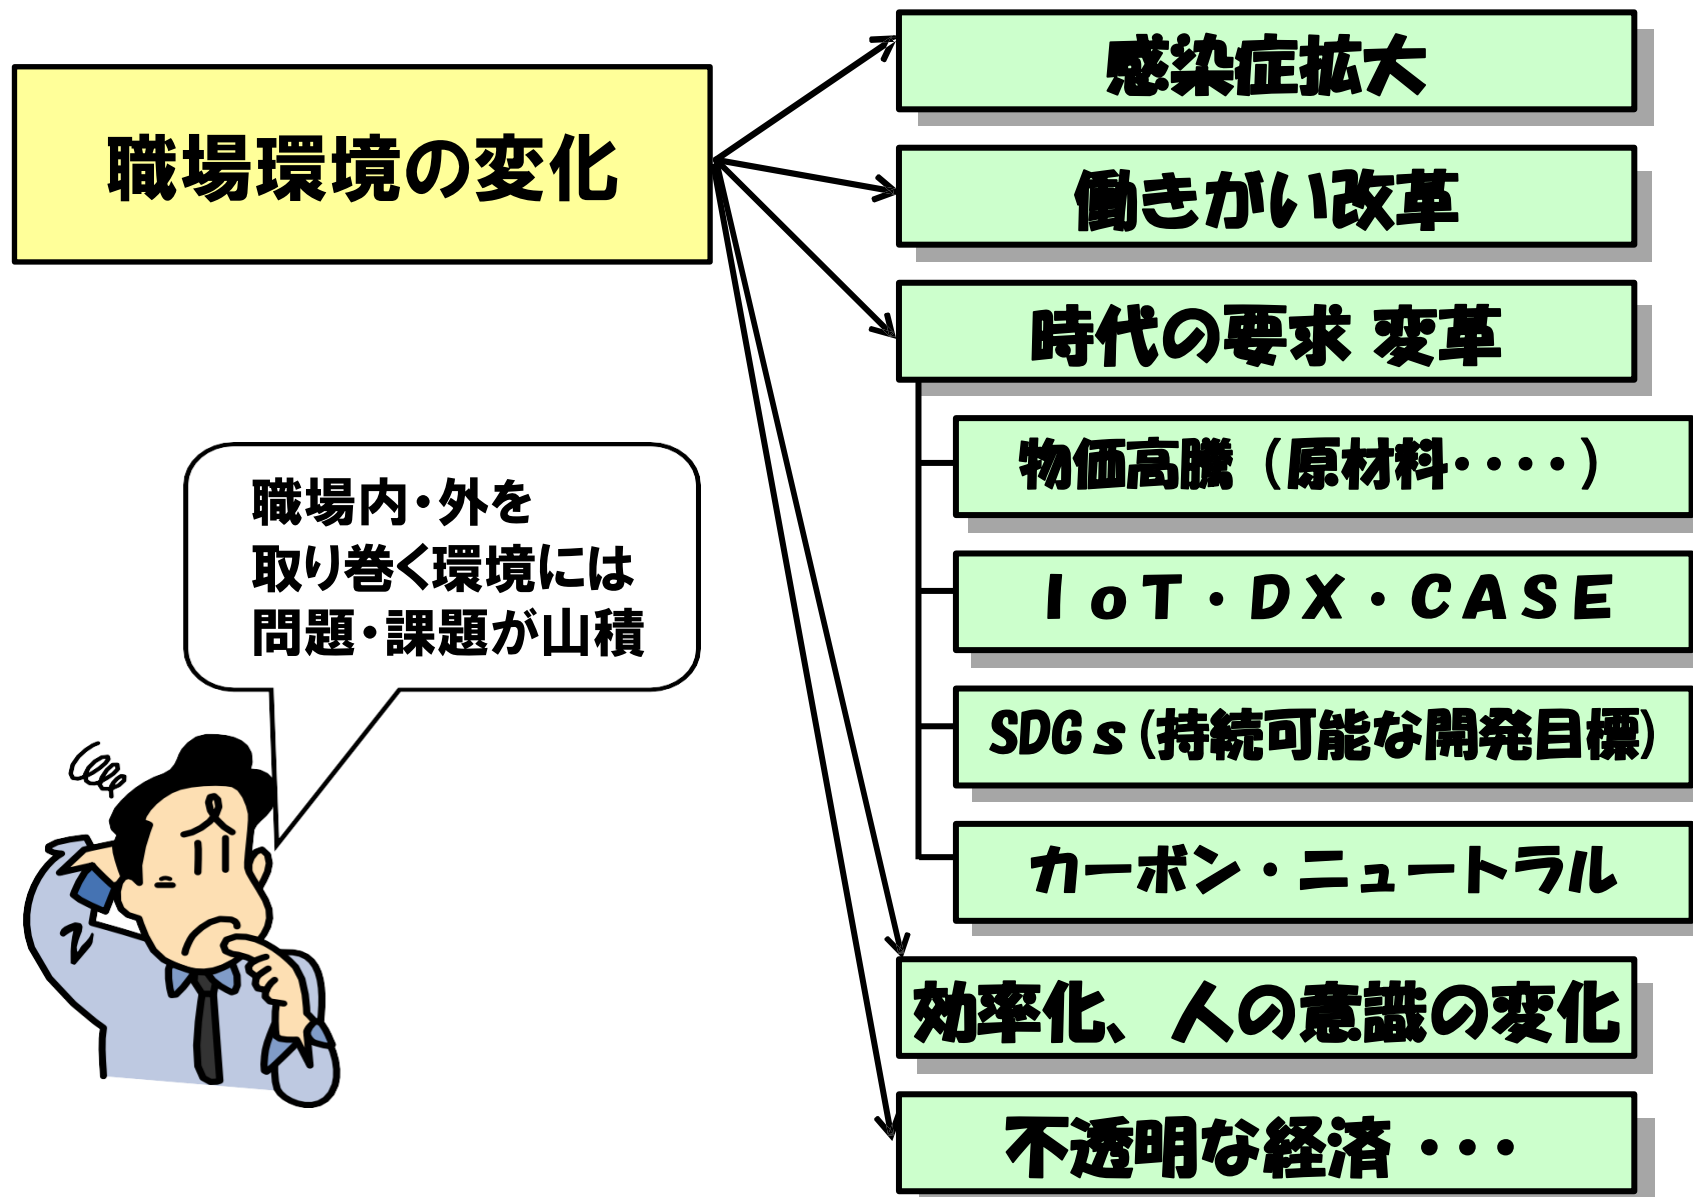 職場環境の変化
感染症拡大
働きがい改革
時代の要求 変革
物価高騰（原材料・・・・）
ＩｏＴ・ＤＸ・ＣＡＳＥ
SDGｓ(持続可能な開発目標)
カーボン・ニュートラル
効率化、人の意識の変化
不透明な経済 ・・・
職場内・外を
取り巻く環境には
問題・課題が山積